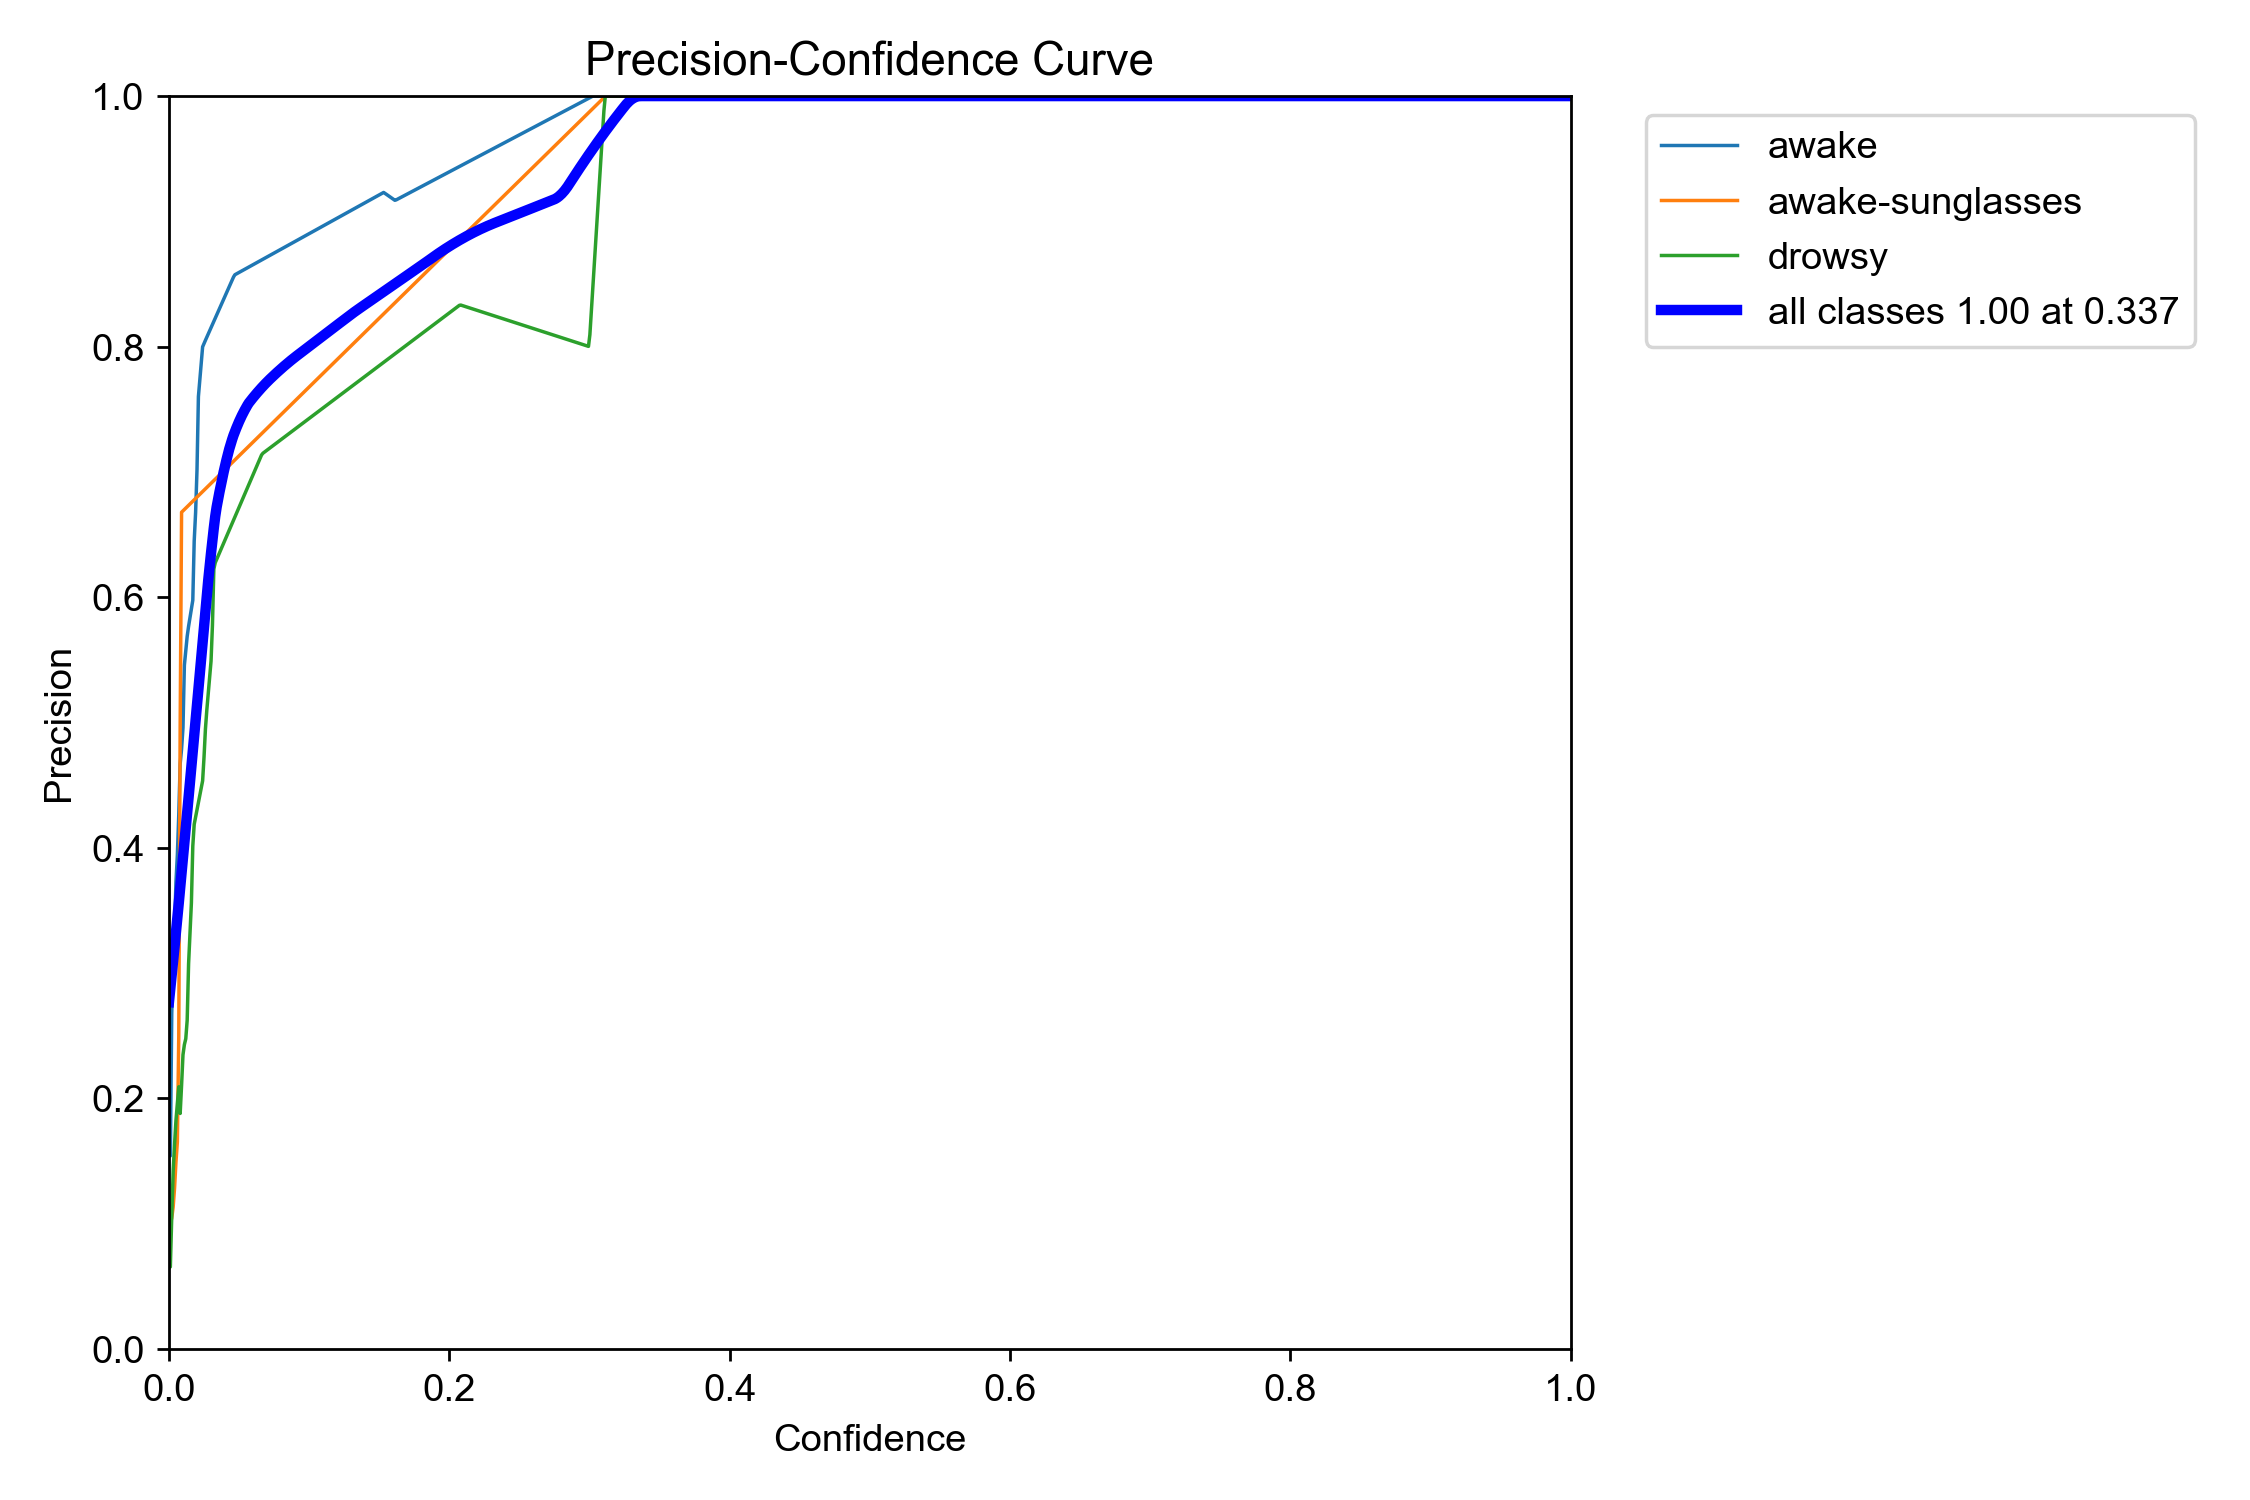 Precision-Confidence Curve
1.0
0.8
0.6
0.4
0.2
0.0
Precision
0.0 0.2 0.4 0.6 0.8 1.0
Confidence
awake
awake-sunglasses
drowsy
all classes 1.00 at 0.337